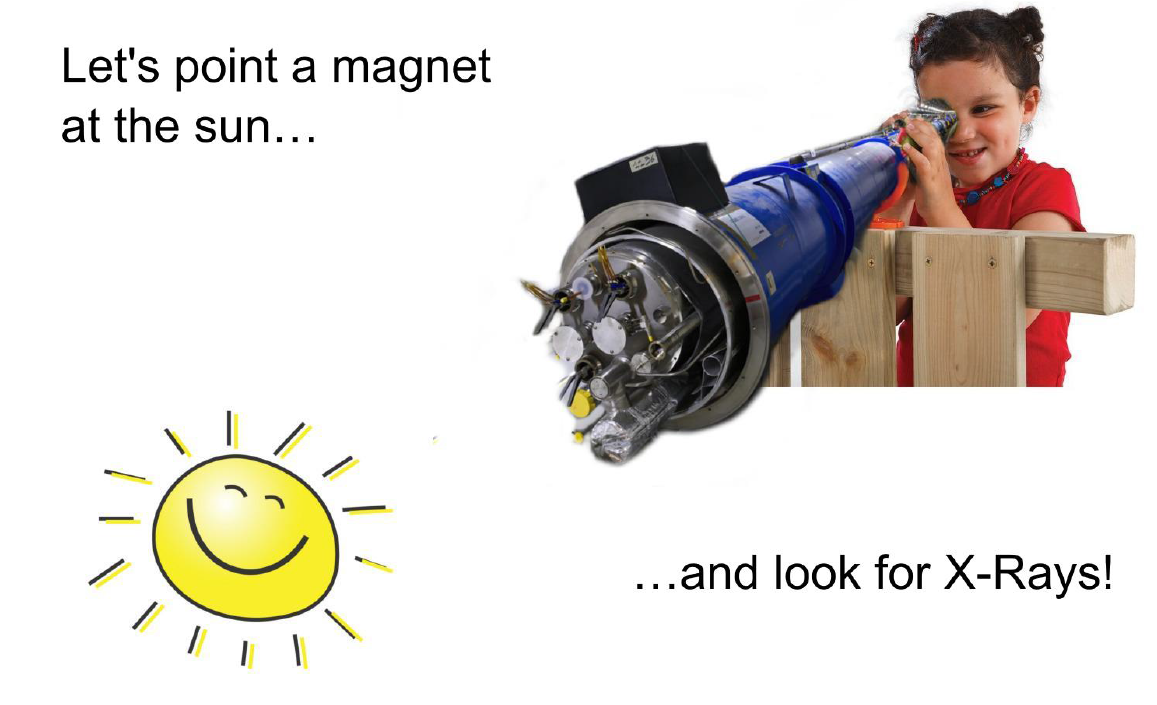 Let's point a magnet
at the sun…
…and look for X-Rays!